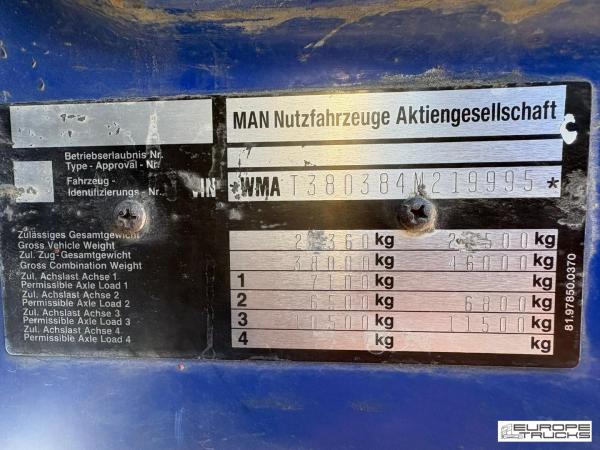 MAN Nutzfahrzeuge Aktiengesellschaft
Betriebserlaubnis Nr.
Type - Approval - Nr.
Fahrzeug -
Identifizierungs - Nr. IN *WMA T380384M219995 *
Zulässiges Gesamtgewicht
Gross Vehicle Weight
kg kg
Zul. Zug-Gesamtgewicht
Gross Combination Weight
38000 kg 46000 kg
Zul. Achslast Achse 1
Permissible Axle Load 1
1 7100 kg kg
Zul. Achslast Achse 2
Permissible Axle Load 2
2 6500 kg kg
Zul. Achslast Achse 3
Permissible Axle Load 3
3 kg 11500 kg
Zul. Achslast Achse 4
Permissible Axle Load 4
4 kg kg
81.97850.0370
EUROPE
TRUCKS